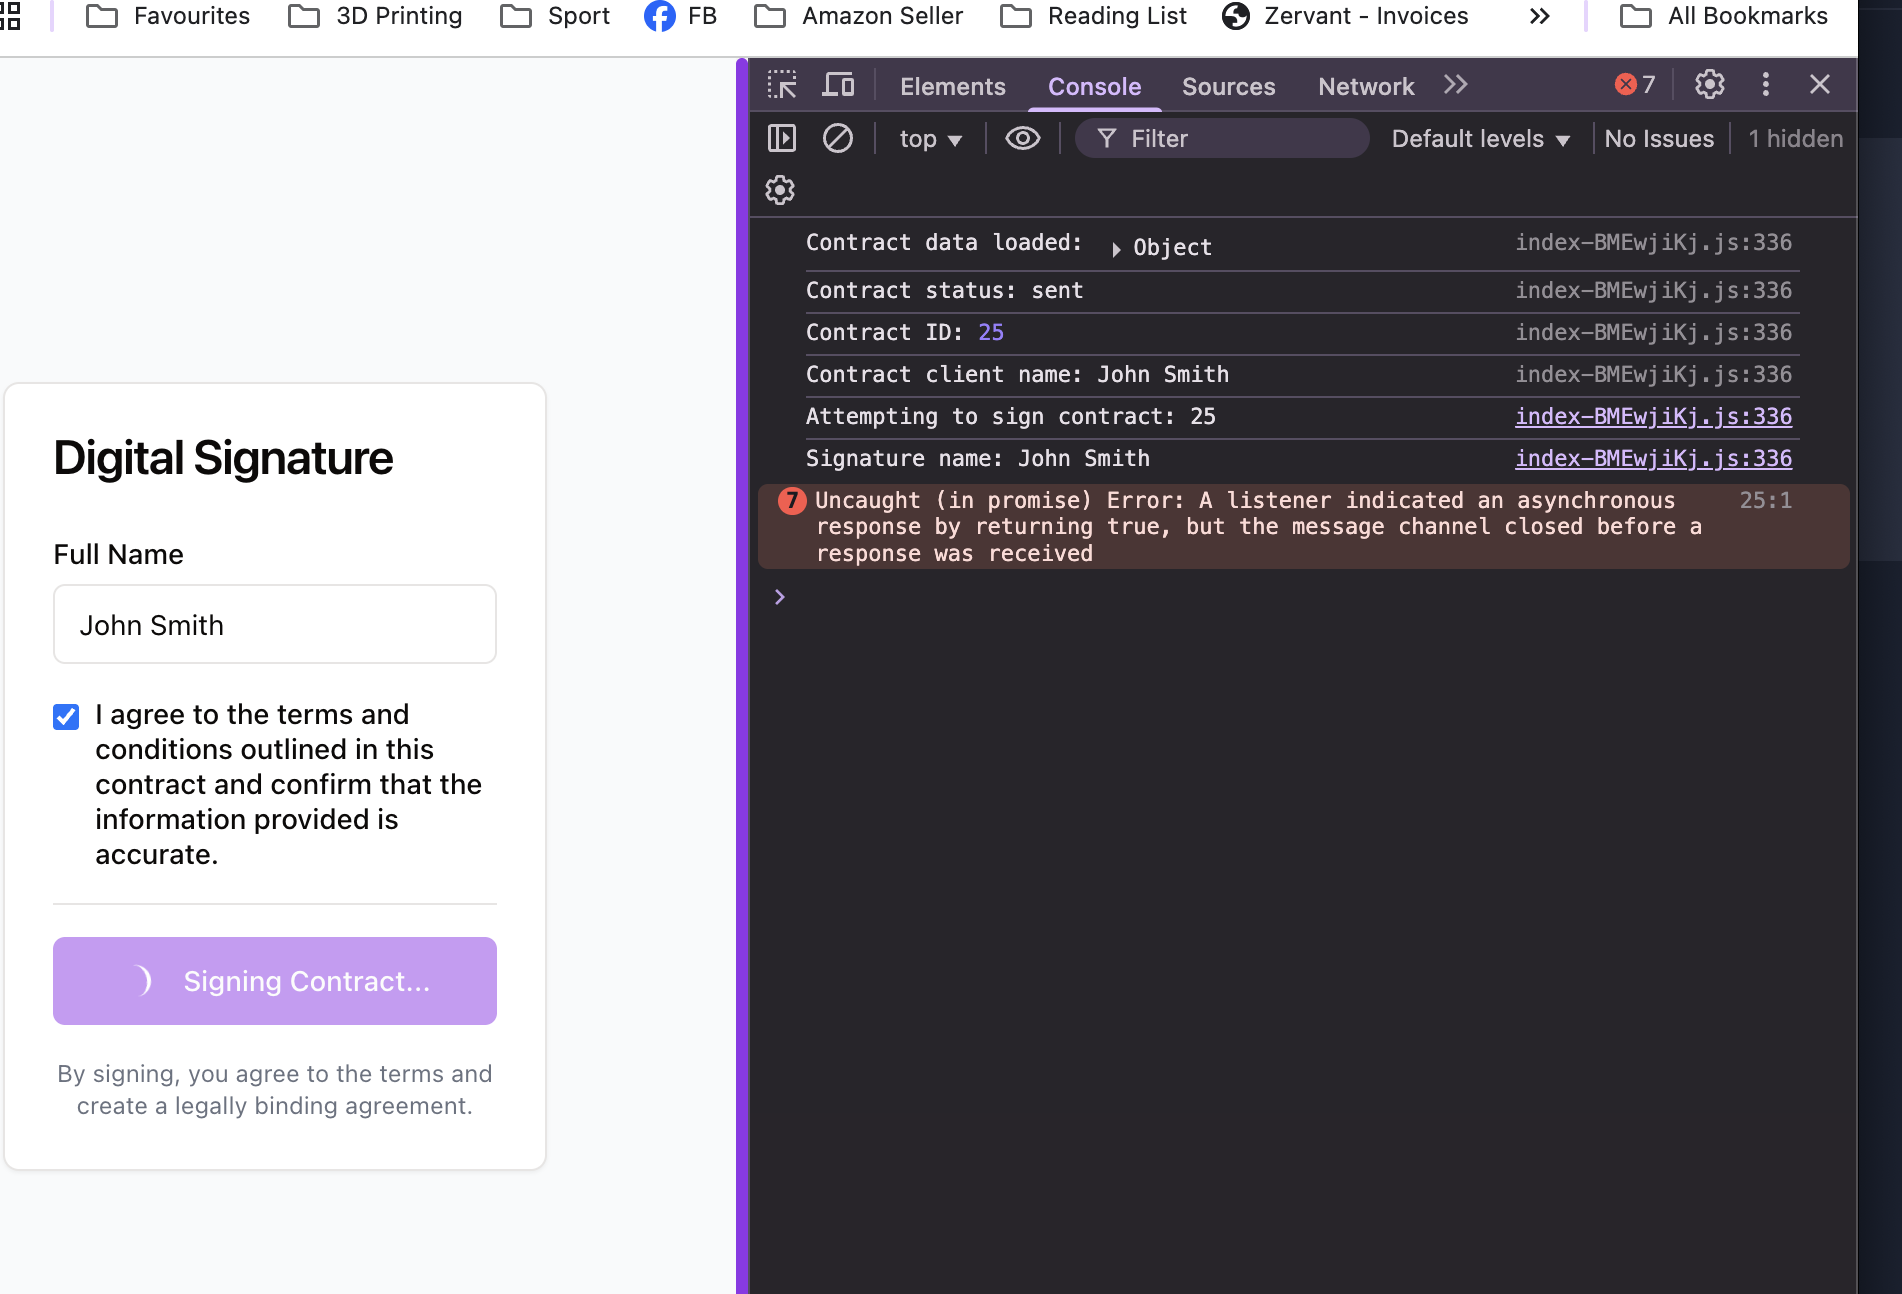 Favourites 3D Printing Sport FB Amazon Seller Reading List Zervant - Invoices » All Bookmarks
Elements Console Sources Network » 7
top Filter Default levels No Issues 1 hidden
Contract data loaded: Object index-BMEwjiKj.js:336
Contract status: sent index-BMEwjiKj.js:336
Contract ID: 25 index-BMEwjiKj.js:336
Contract client name: John Smith index-BMEwjiKj.js:336
Attempting to sign contract: 25 index-BMEwjiKj.js:336
Signature name: John Smith index-BMEwjiKj.js:336
7 Uncaught (in promise) Error: A listener indicated an asynchronous 25:1
response by returning true, but the message channel closed before a
response was received
Digital Signature
Full Name
John Smith
I agree to the terms and
conditions outlined in this
contract and confirm that the
information provided is
accurate.
Signing Contract...
By signing, you agree to the terms and
create a legally binding agreement.